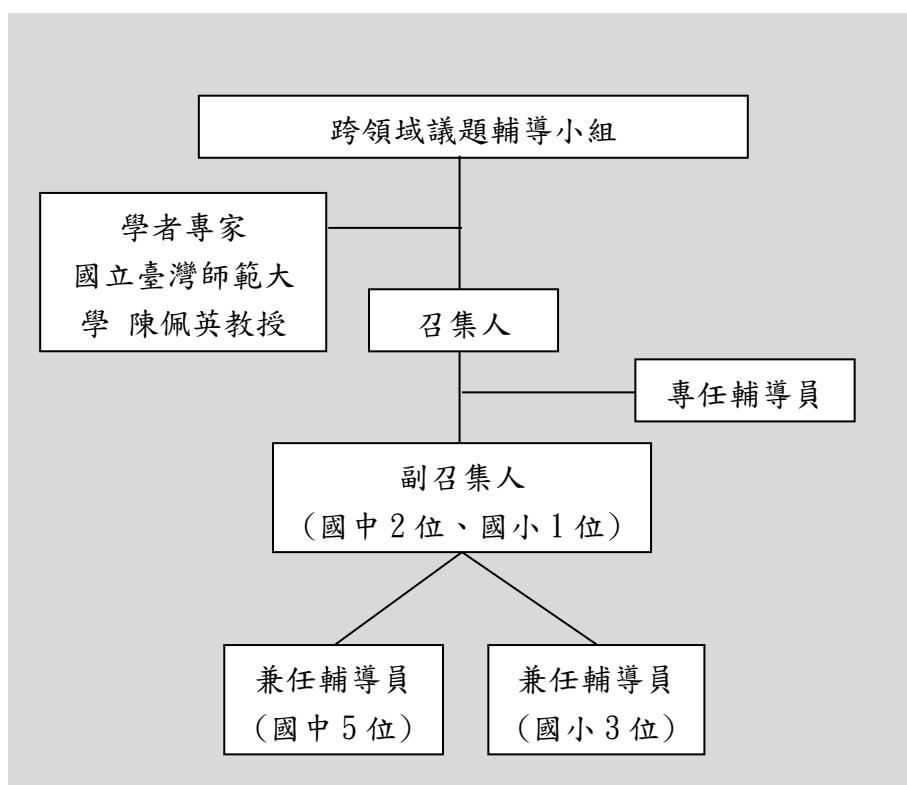 跨領域議題輔導小組
學者專家
國立臺灣師範大
學 陳佩英教授
召集人
專任輔導員
副召集人
（國中 2 位、國小 1 位）
兼任輔導員
（國中 5 位）
兼任輔導員
（國小 3 位）